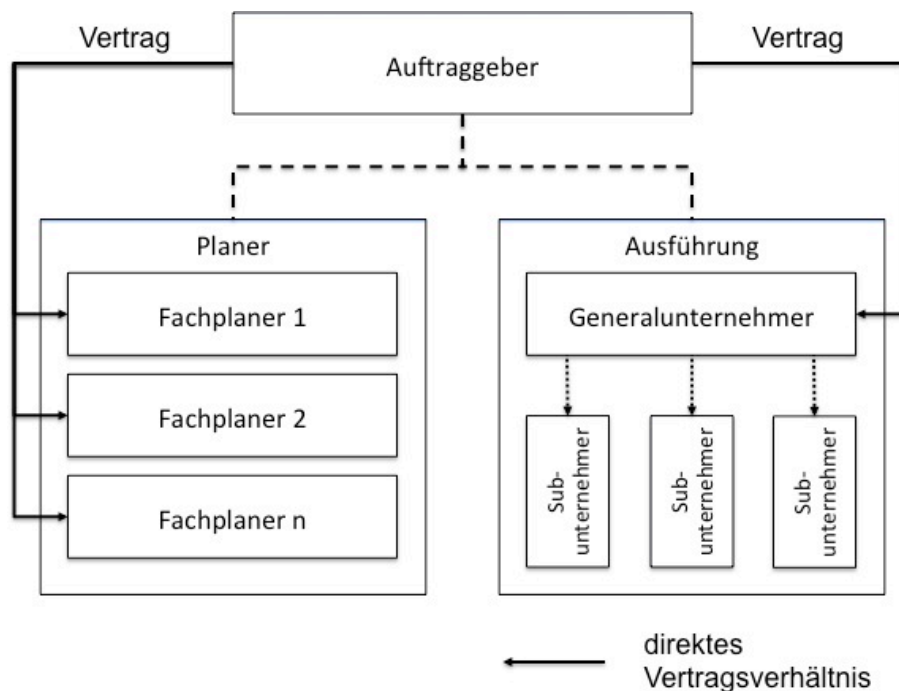 Vertrag
Auftraggeber
Vertrag
Planer
Fachplaner 1
Fachplaner 2
Fachplaner n
Ausführung
Generalunternehmer
Sub-
unternehmer
Sub-
unternehmer
Sub-
unternehmer
direktes
Vertragsverhältnis